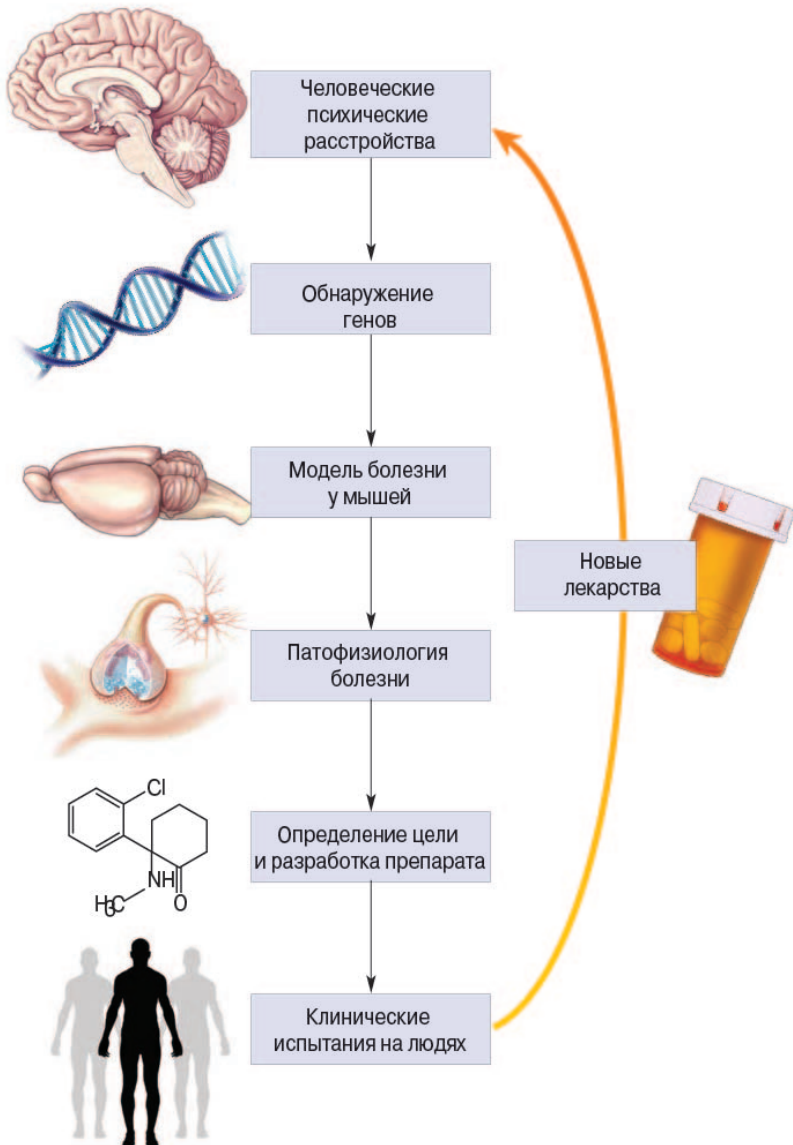 Человеческие
психические
расстройства
Обнаружение
генов
Модель болезни
у мышей
Новые
лекарства
Патофизиология
болезни
Cl
NH
H3C
O
Определение цели
и разработка препарата
Клинические
испытания на людях